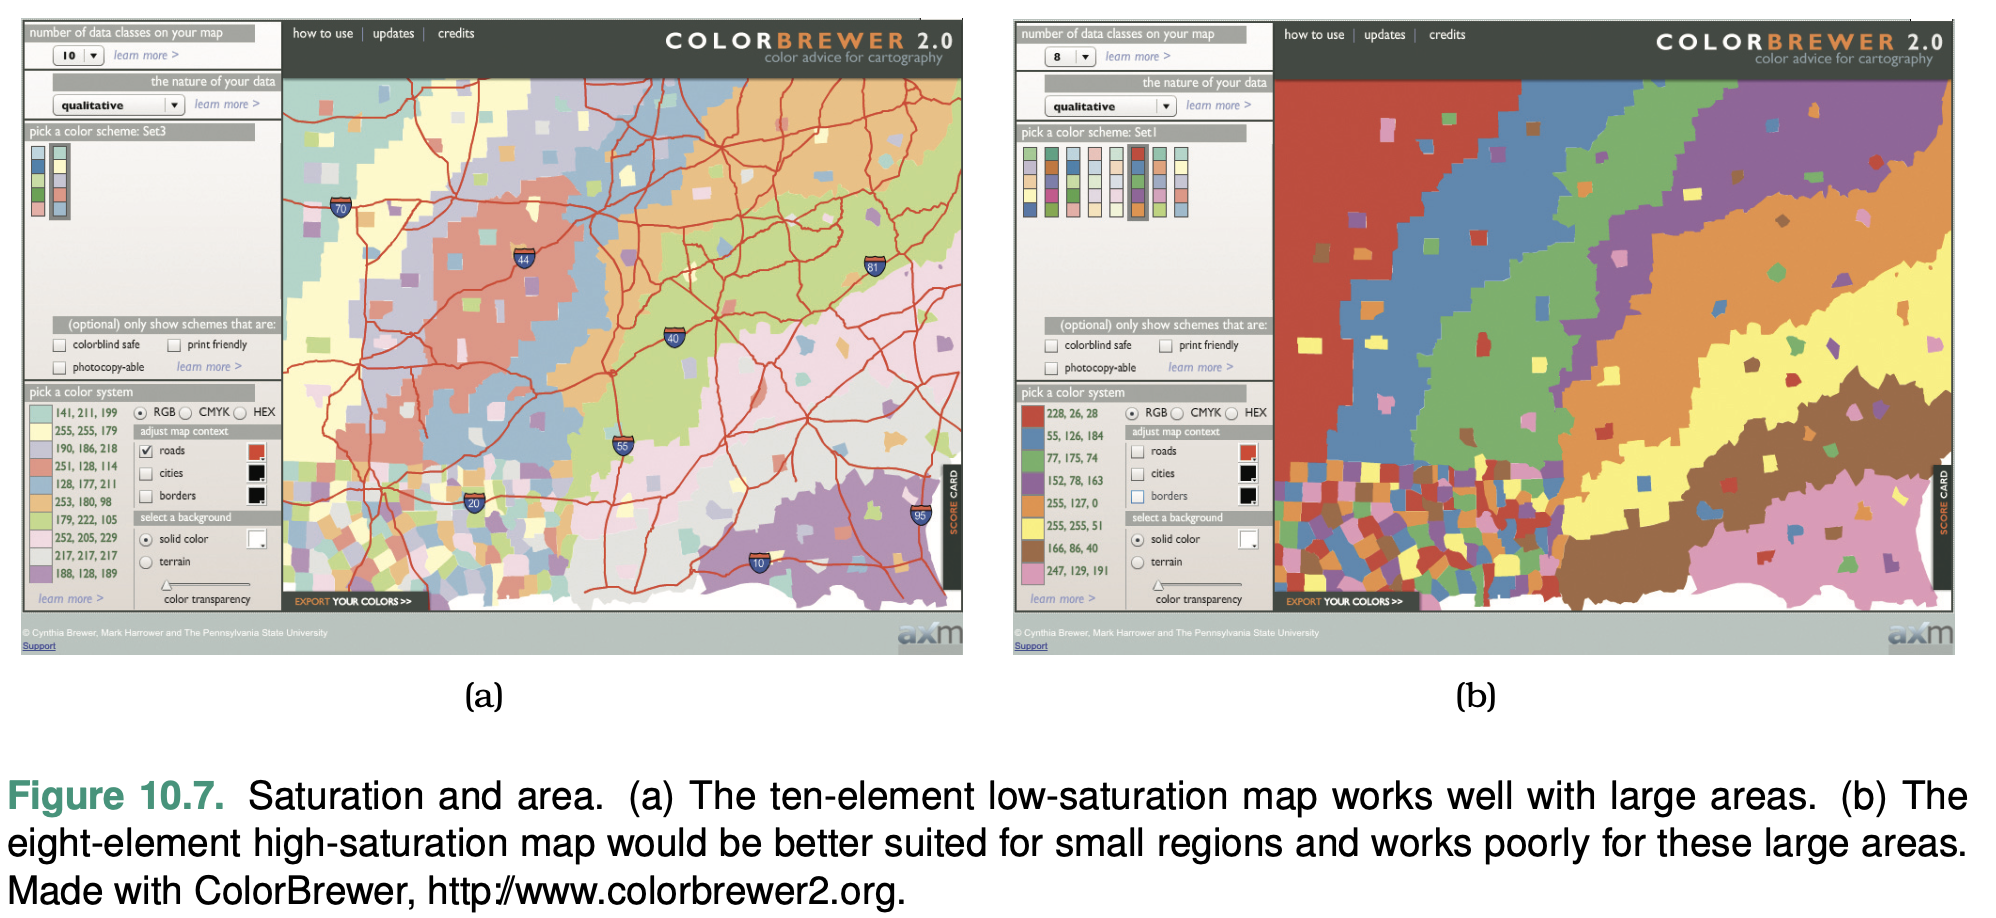 number of data classes on your map
10
learn more >
the nature of your data
qualitative
learn more >
pick a color scheme: Set3
(optional) only show schemes that are:
colorblind safe
print friendly
photocopy-able
learn more >
pick a color system
141, 211, 199
255, 255, 179
190, 186, 218
251, 128, 114
128, 177, 211
253, 180, 98
179, 222, 105
252, 205, 229
217, 217, 217
188, 128, 189
learn more >
RGB CMYK HEX
adjust map context
roads
cities
borders
select a background
solid color
terrain
color transparency
how to use | updates | credits
COLORBREWER 2.0
color advice for cartography
70
44
81
40
55
20
95
10
SCORE CARD
EXPORT YOUR COLORS >>
© Cynthia Brewer, Mark Harrower and The Pennsylvania State University
Support
axm
(a)
number of data classes on your map
8
learn more >
the nature of your data
qualitative
learn more >
pick a color scheme: Set1
(optional) only show schemes that are:
colorblind safe
print friendly
photocopy-able
learn more >
pick a color system
228, 26, 28
55, 126, 184
77, 175, 74
152, 78, 163
255, 127, 0
255, 255, 51
166, 86, 40
247, 129, 191
learn more >
RGB CMYK HEX
adjust map context
roads
cities
borders
select a background
solid color
terrain
color transparency
how to use | updates | credits
COLORBREWER 2.0
color advice for cartography
SCORE CARD
EXPORT YOUR COLORS >>
© Cynthia Brewer, Mark Harrower and The Pennsylvania State University
Support
axm
(b)
Figure 10.7. Saturation and area. (a) The ten-element low-saturation map works well with large areas. (b) The
eight-element high-saturation map would be better suited for small regions and works poorly for these large areas.
Made with ColorBrewer, http://www.colorbrewer2.org.